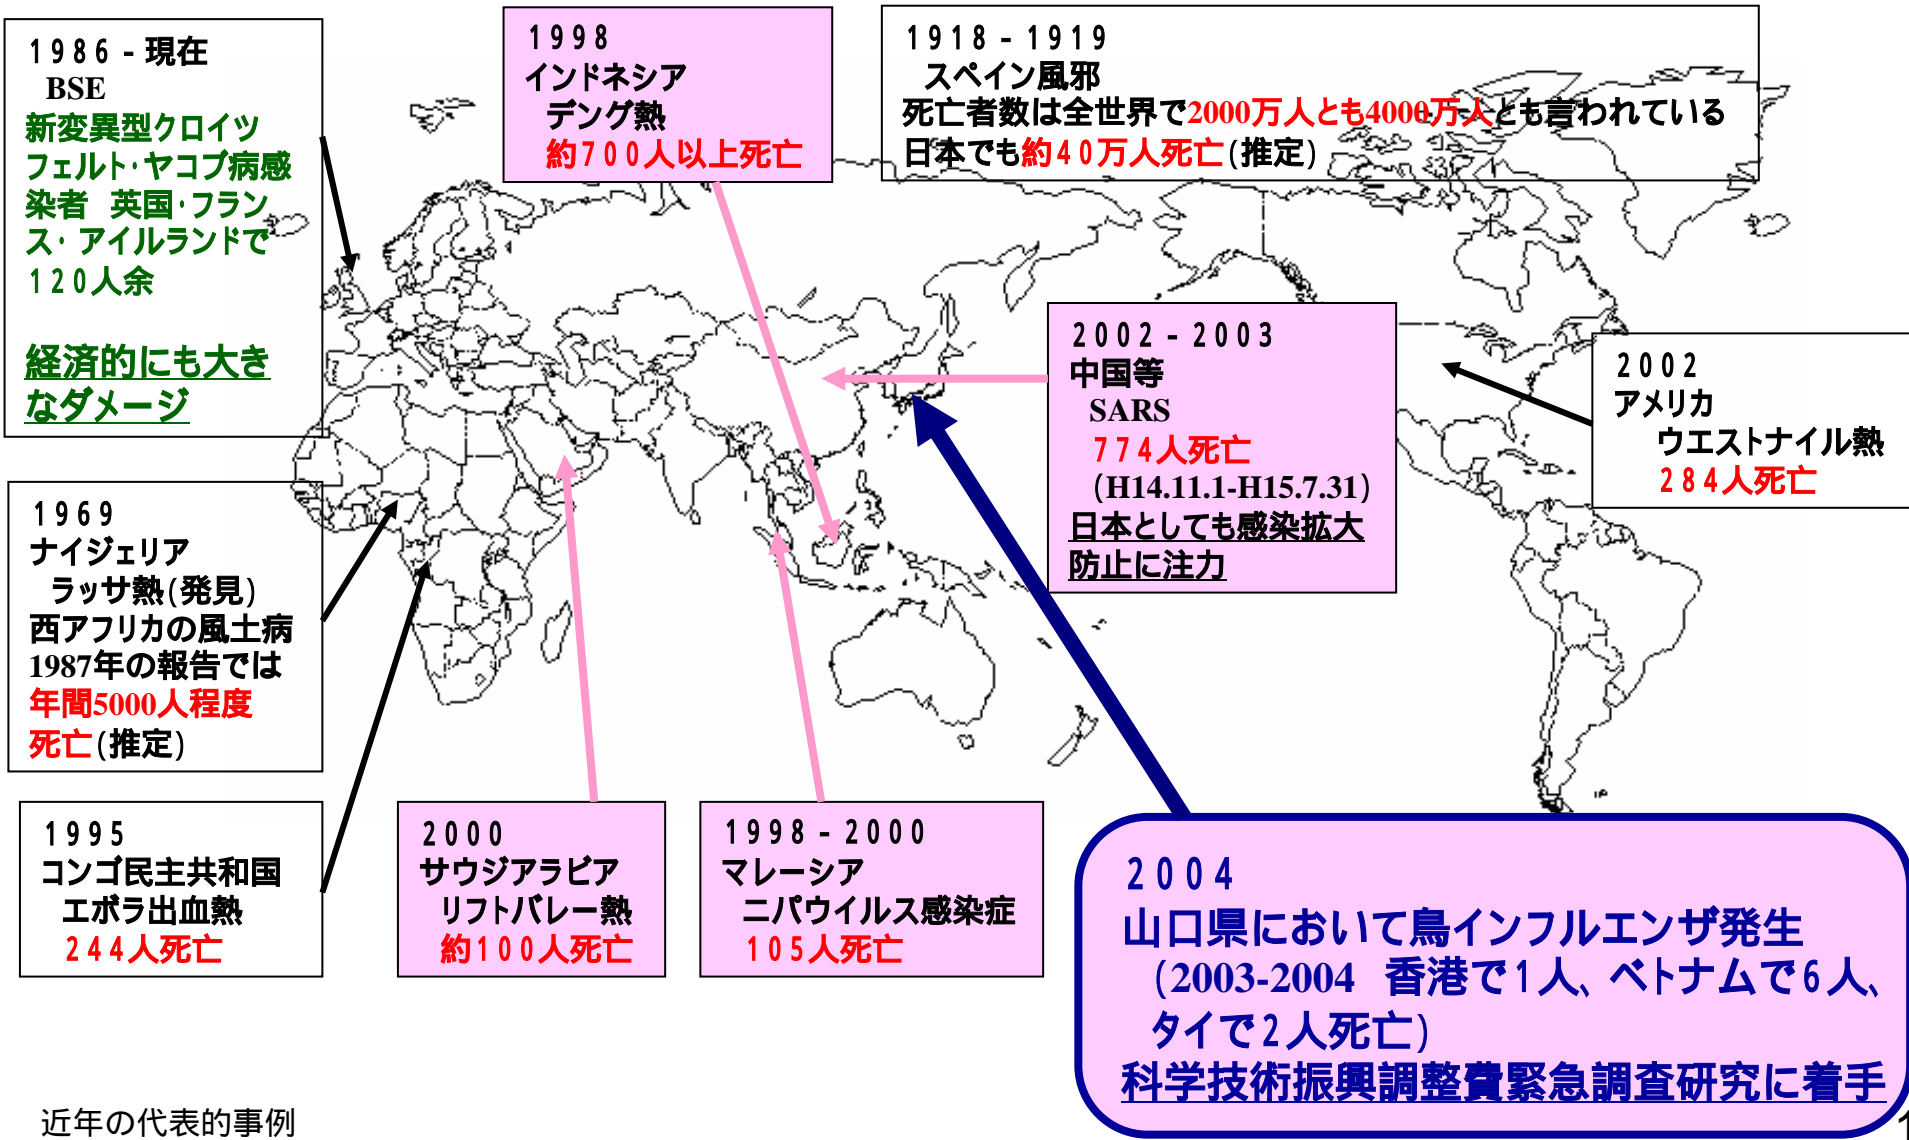 1986-現在
BSE
新変異型クロイツ
フェルト・ヤコブ病感
染者 英国・フラン
ス・アイルランドで
120人余
経済的にも大き
なダメージ
1998
インドネシア
デング熱
約700人以上死亡
1918-1919
スペイン風邪
死亡者数は全世界で2000万人とも4000万人とも言われている
日本でも約40万人死亡(推定)
2002-2003
中国等
SARS
774人死亡
(H14.11.1-H15.7.31)
日本としても感染拡大
防止に注力
2002
アメリカ
ウエストナイル熱
284人死亡
1969
ナイジェリア
ラッサ熱(発見)
西アフリカの風土病
1987年の報告では
年間5000人程度
死亡(推定)
1995
コンゴ民主共和国
エボラ出血熱
244人死亡
2000
サウジアラビア
リフトバレー熱
約100人死亡
1998-2000
マレーシア
ニパウイルス感染症
105人死亡
2004
山口県において鳥インフルエンザ発生
(2003-2004 香港で1人、ベトナムで6人、
タイで2人死亡)
科学技術振興調整費緊急調査研究に着手
近年の代表的事例